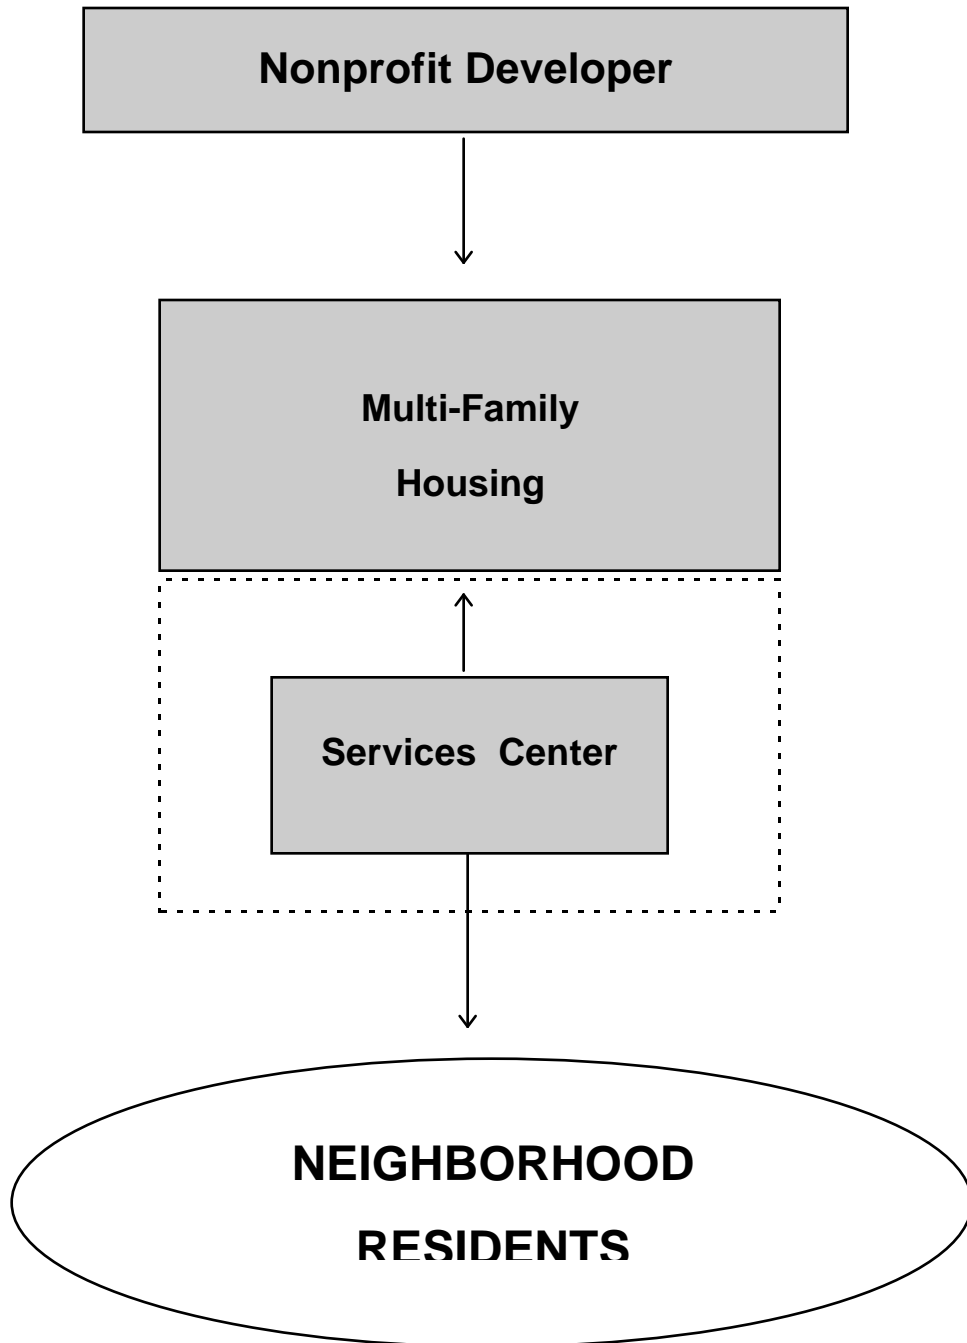 Nonprofit Developer
Multi-Family
Housing
Services Center
NEIGHBORHOOD
RESIDENTS